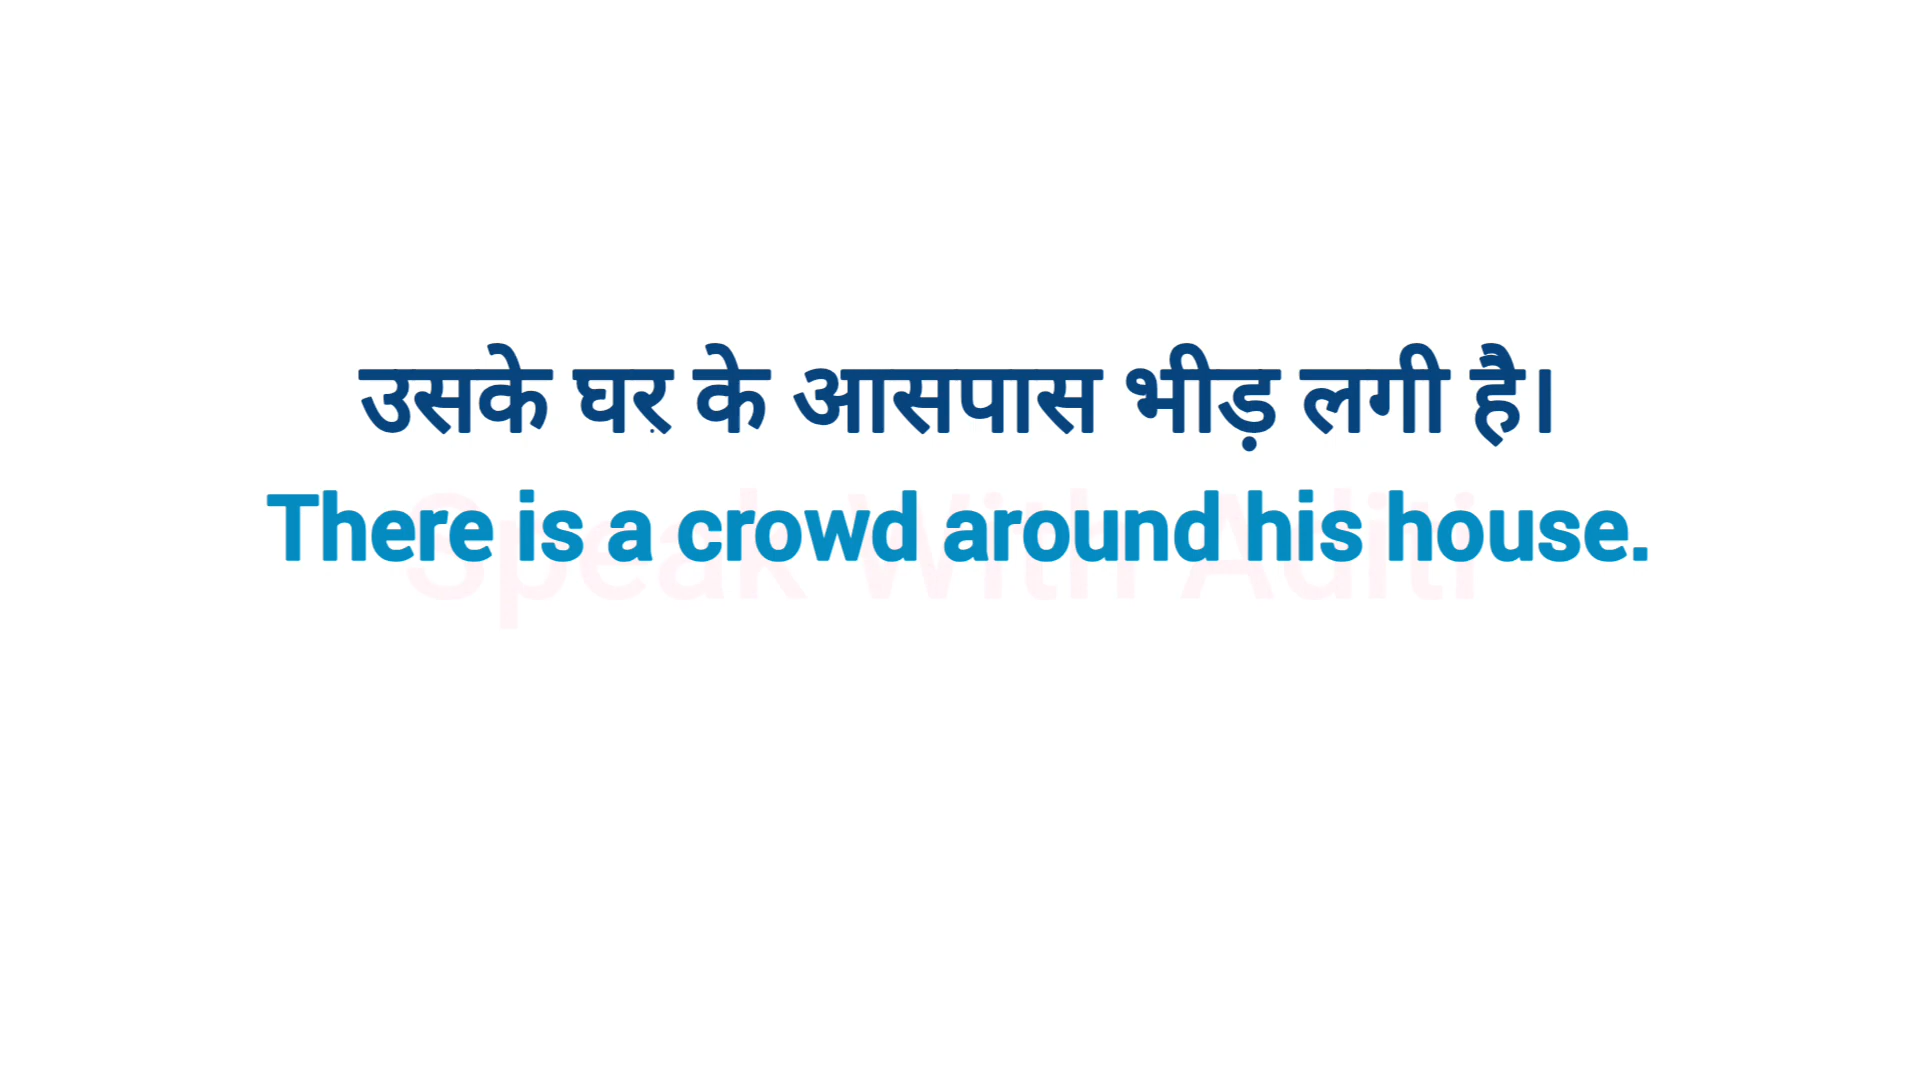 उसके घर के आसपास भीड़ लगी है।
There is a crowd around his house.
Speak With Aditi